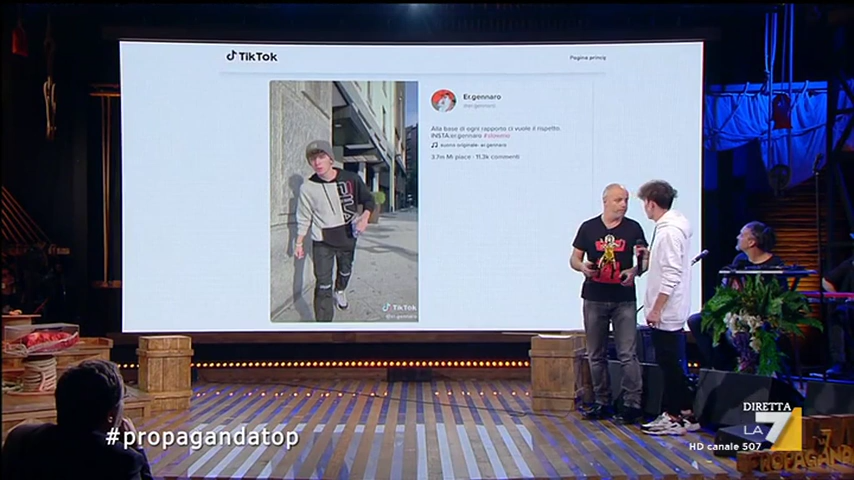 TikTok
Pagina princip
Er.gennaro
@er.gennaro
Alla base di ogni rapporto ci vuole il rispetto.
INSTA:er.gennaro
suono originale er.gennaro
3.7m Mi piace · 11.3k commenti
TikTok
@er.gennaro
#propagandatop
DIRETTA
LA 7
HD canale 507
PROPAGAND